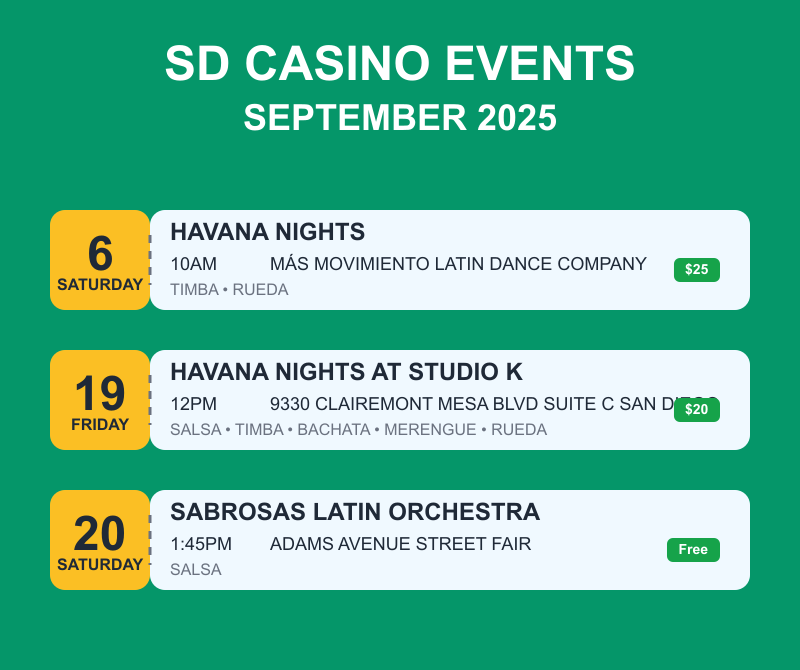 SD CASINO EVENTS
SEPTEMBER 2025
6
SATURDAY
HAVANA NIGHTS
10AM MÁS MOVIMIENTO LATIN DANCE COMPANY
$25
TIMBA • RUEDA
19
FRIDAY
HAVANA NIGHTS AT STUDIO K
12PM 9330 CLAIREMONT MESA BLVD SUITE C SAN DIEGO
$20
SALSA • TIMBA • BACHATA • MERENGUE • RUEDA
20
SATURDAY
SABROSAS LATIN ORCHESTRA
1:45PM ADAMS AVENUE STREET FAIR
Free
SALSA